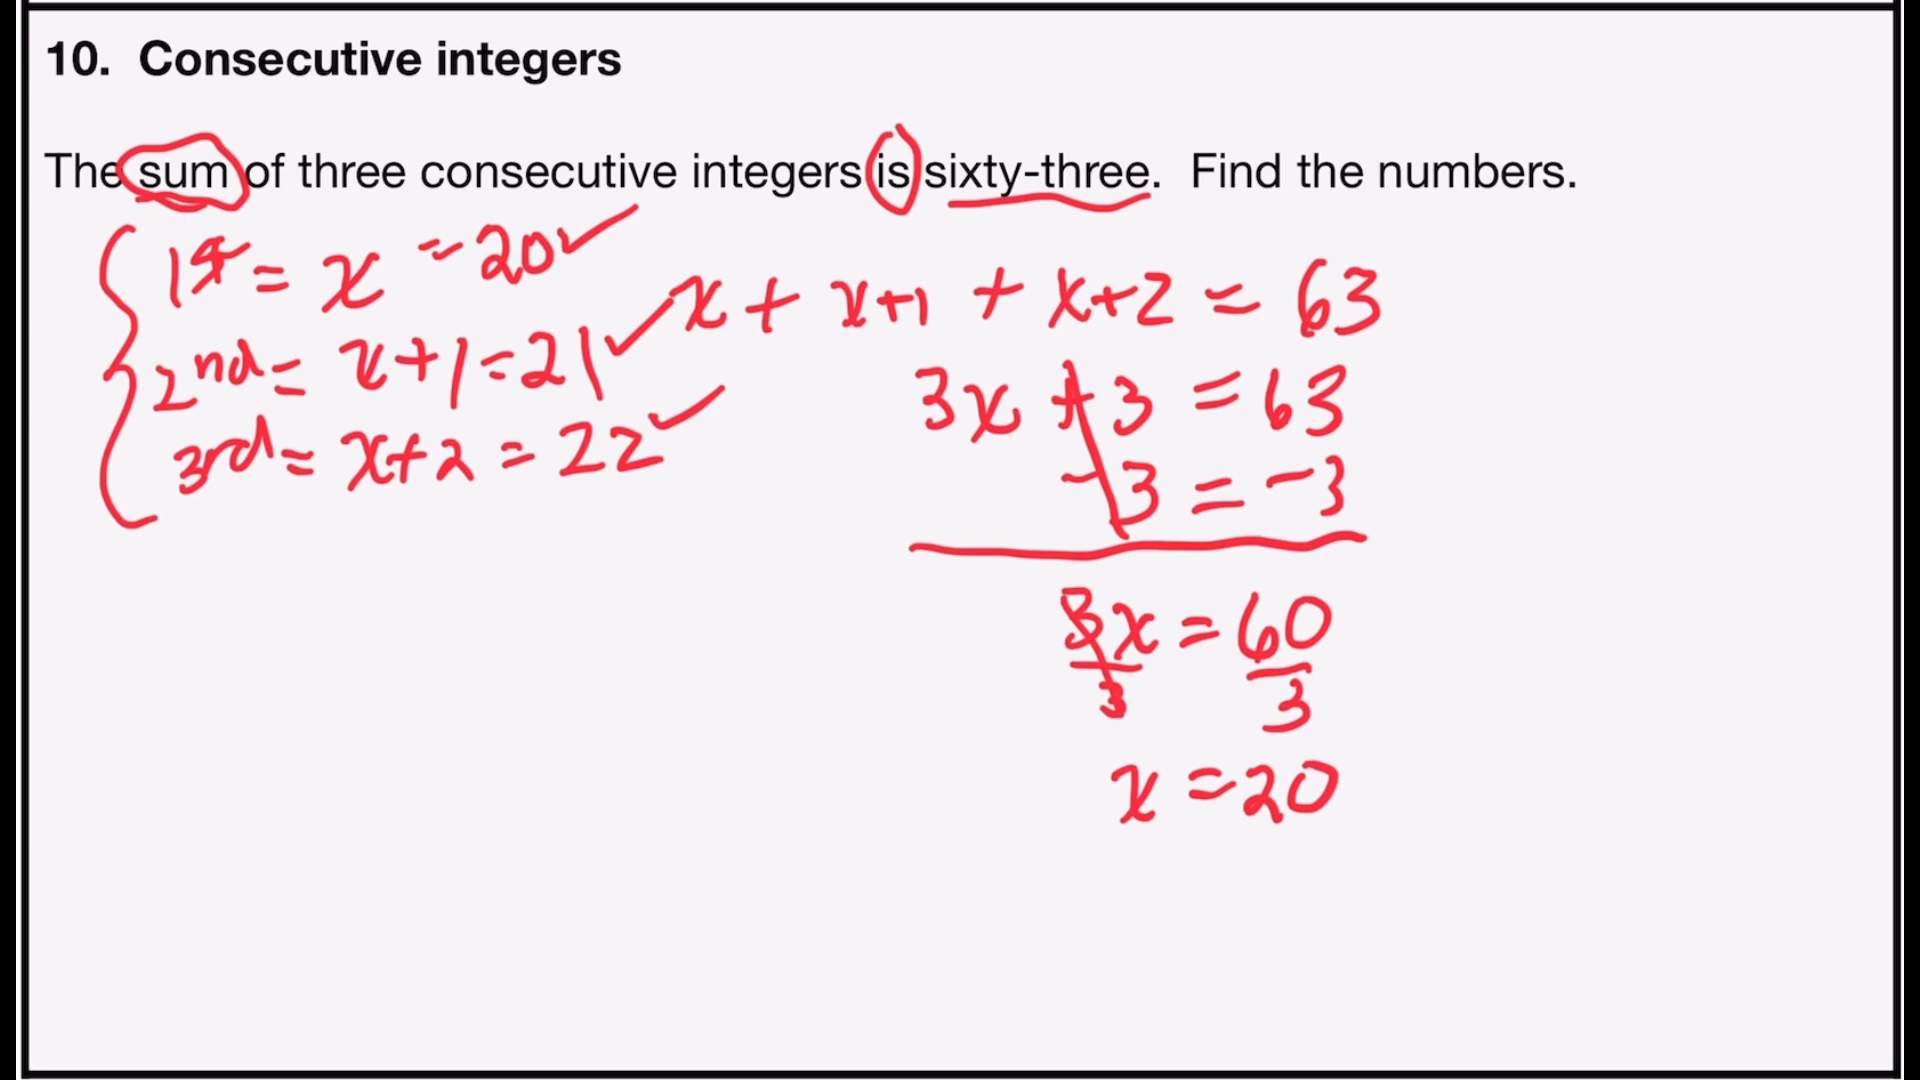 10. Consecutive integers
The sum of three consecutive integers is sixty-three. Find the numbers.
1st = x = 20
2nd = x+1 = 21
3rd = x+2 = 22
x + x+1 + x+2 = 63
3x + 3 = 63
-3 = -3
3x = 60
3 3
x = 20